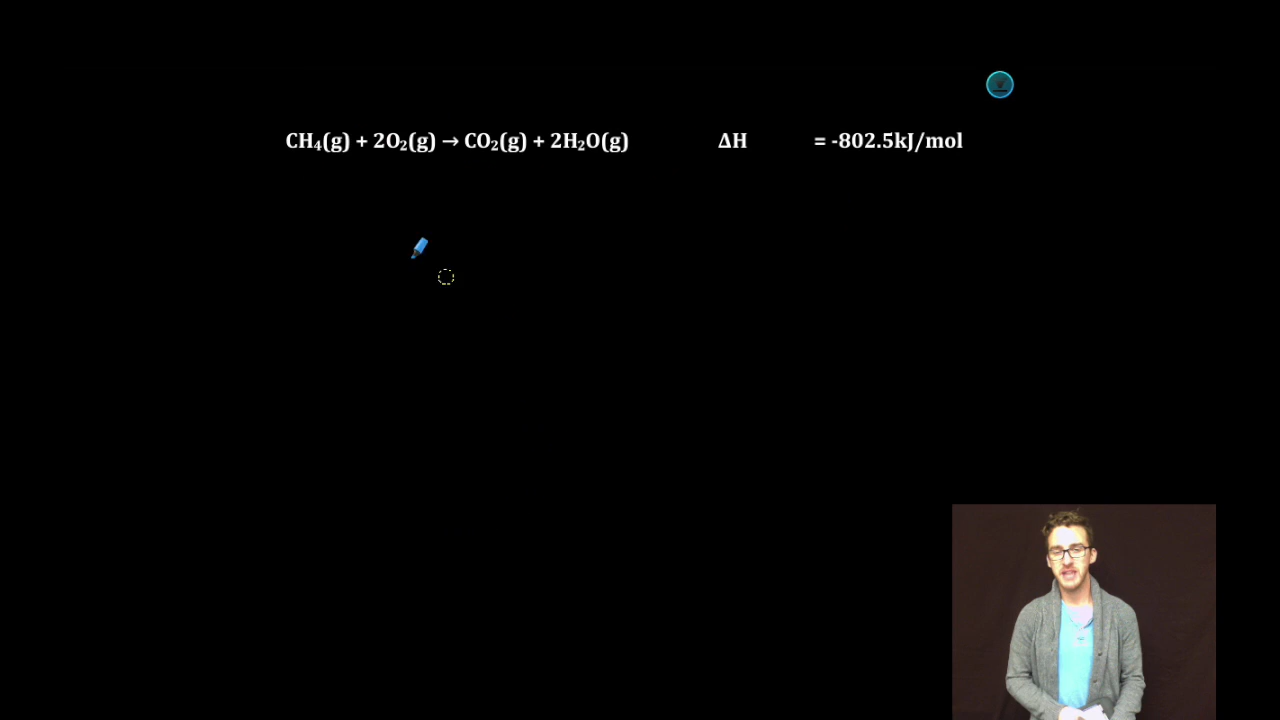 CH₄(g) + 2O₂(g) → CO₂(g) + 2H₂O(g) ΔH = -802.5kJ/mol